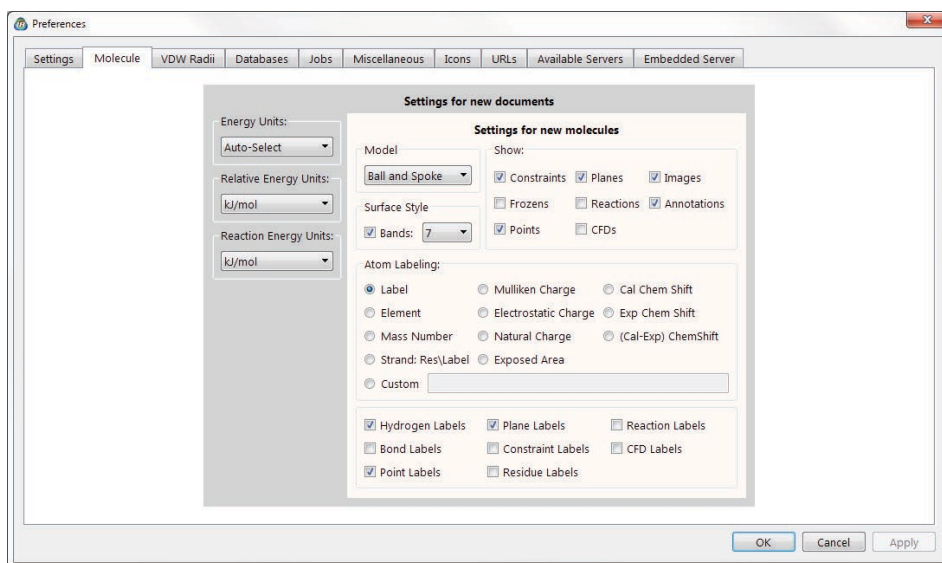 Preferences
Settings Molecule VDW Radii Databases Jobs Miscellaneous Icons URLs Available Servers Embedded Server
Settings for new documents
Energy Units:
Auto-Select
Relative Energy Units:
kJ/mol
Reaction Energy Units:
kJ/mol
Settings for new molecules
Model
Ball and Spoke
Surface Style
Bands: 7
Show:
Constraints Planes Images
Frozens Reactions Annotations
Points CFDs
Atom Labeling:
Label Mulliken Charge Cal Chem Shift
Element Electrostatic Charge Exp Chem Shift
Mass Number Natural Charge (Cal-Exp) ChemShift
Strand: Res\Label Exposed Area
Custom
Hydrogen Labels Plane Labels Reaction Labels
Bond Labels Constraint Labels CFD Labels
Point Labels Residue Labels
OK Cancel Apply